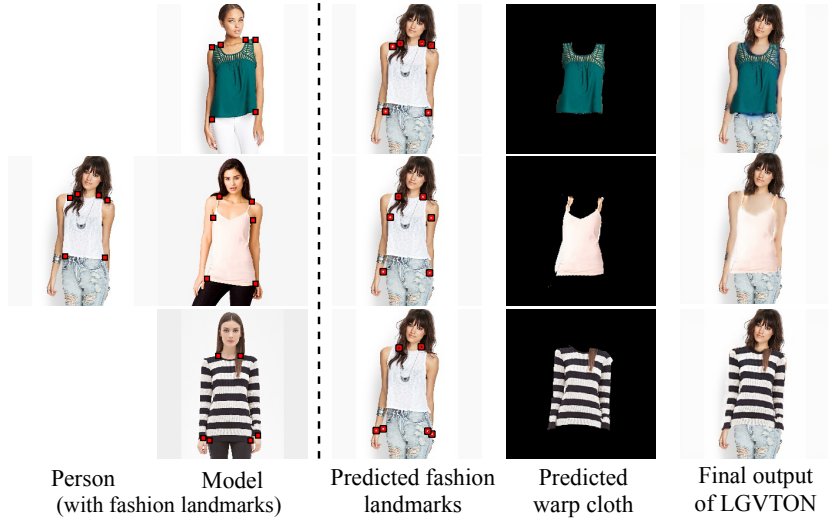 Person
Model
(with fashion landmarks)
Predicted fashion
landmarks
Predicted
warp cloth
Final output
of LGVTON